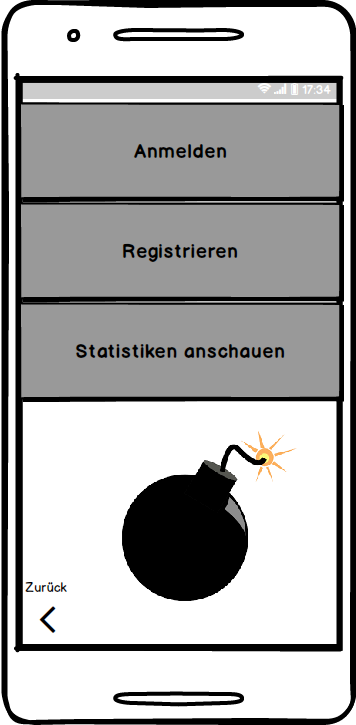 17:34
Anmelden
Registrieren
Statistiken anschauen
Zurück